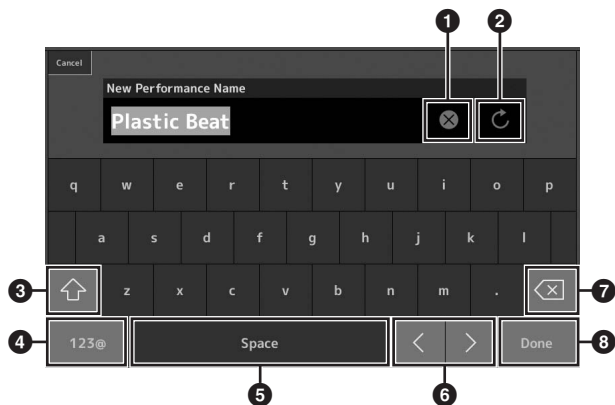 1 2
Cancel
New Performance Name
Plastic Beat
q w e r t y u i o p
a s d f g h j k l
3 z x c v b n m . 7
4 123@ Space < > Done 8
5 6